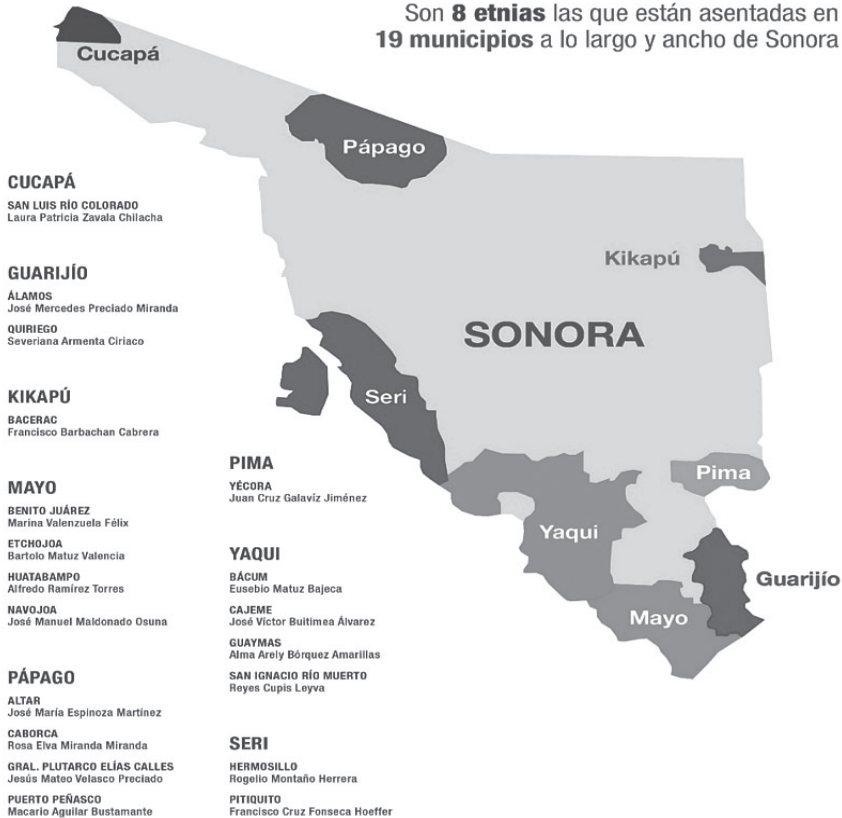 Son 8 etnias las que están asentadas en
19 municipios a lo largo y ancho de Sonora
Cucapá
Pápago
Kikapú
SONORA
Seri
Pima
Yaqui
Guarijío
Mayo
CUCAPÁ
SAN LUIS RÍO COLORADO
Laura Patricia Zavala Chilacha
GUARIJÍO
ÁLAMOS
José Mercedes Preciado Miranda
QUIRIEGO
Severiana Armenta Ciriaco
KIKAPÚ
BACERAC
Francisco Barbachan Cabrera
MAYO
BENITO JUÁREZ
Marina Valenzuela Félix
ETCHOJOA
Bartolo Matuz Valencia
HUATABAMPO
Alfredo Ramírez Torres
NAVOJOA
José Manuel Maldonado Osuna
PÁPAGO
ALTAR
José María Espinoza Martínez
CABORCA
Rosa Elva Miranda Miranda
GRAL. PLUTARCO ELÍAS CALLES
Jesús Mateo Velasco Preciado
PUERTO PEÑASCO
Macario Aguilar Bustamante
PIMA
YÉCORA
Juan Cruz Galavíz Jiménez
YAQUI
BÁCUM
Eusebio Matuz Bajeca
CAJEME
José Víctor Buitimea Álvarez
GUAYMAS
Alma Arely Bórquez Amarillas
SAN IGNACIO RÍO MUERTO
Reyes Cupis Leyva
SERI
HERMOSILLO
Rogelio Montaño Herrera
PITIQUITO
Francisco Cruz Fonseca Hoeffer